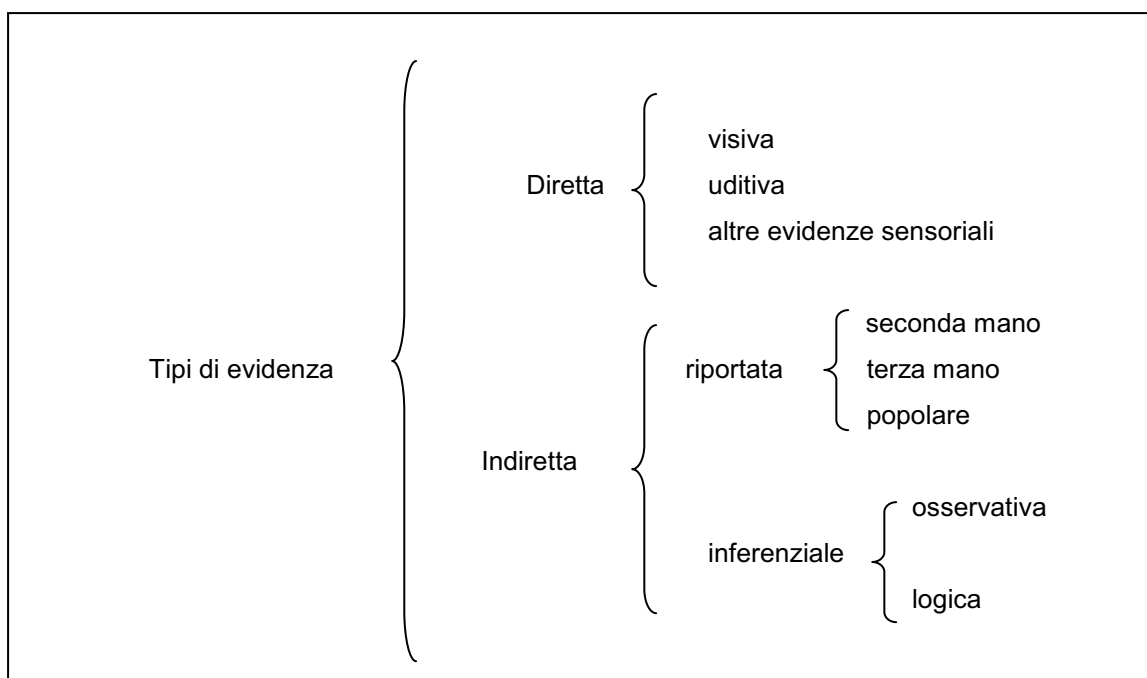 Tipi di evidenza
Diretta
visiva
uditiva
altre evidenze sensoriali
Indiretta
riportata
seconda mano
terza mano
popolare
inferenziale
osservativa
logica